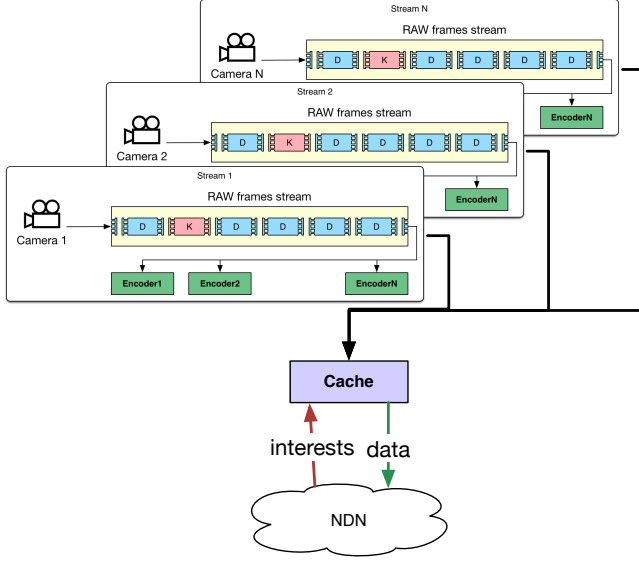 Stream N
RAW frames stream
D K D D D D
Camera N
EncoderN
Stream 2
RAW frames stream
D K D D D D
Camera 2
EncoderN
Stream 1
RAW frames stream
D K D D D D
Camera 1
Encoder1 Encoder2 EncoderN
Cache
interests data
NDN